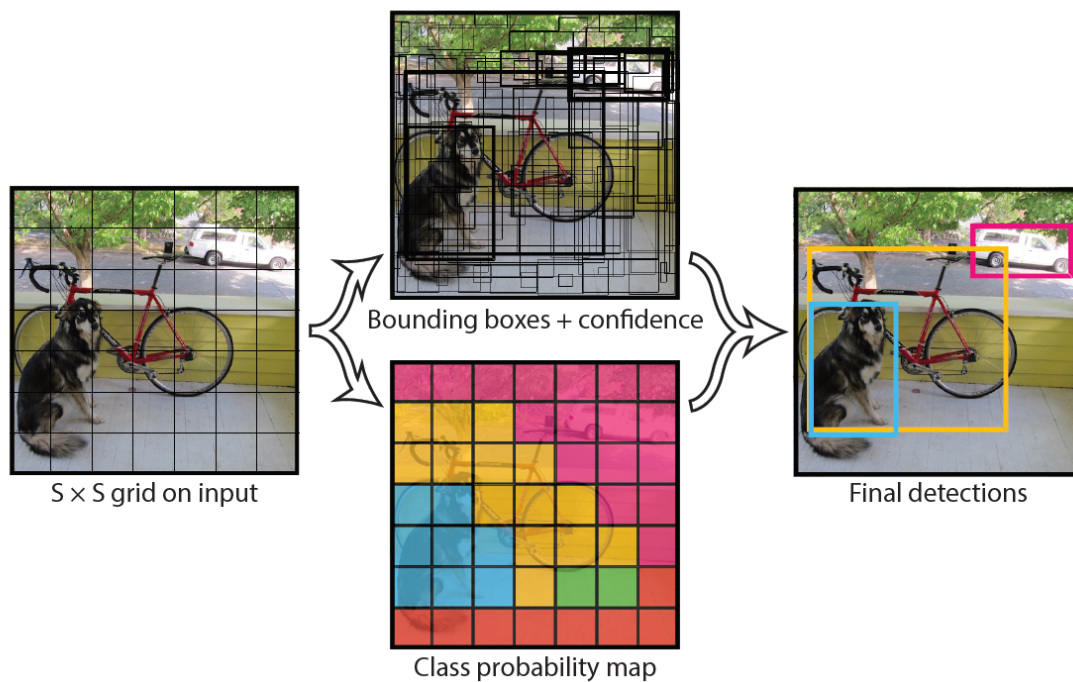 S × S grid on input
Bounding boxes + confidence
Class probability map
Final detections